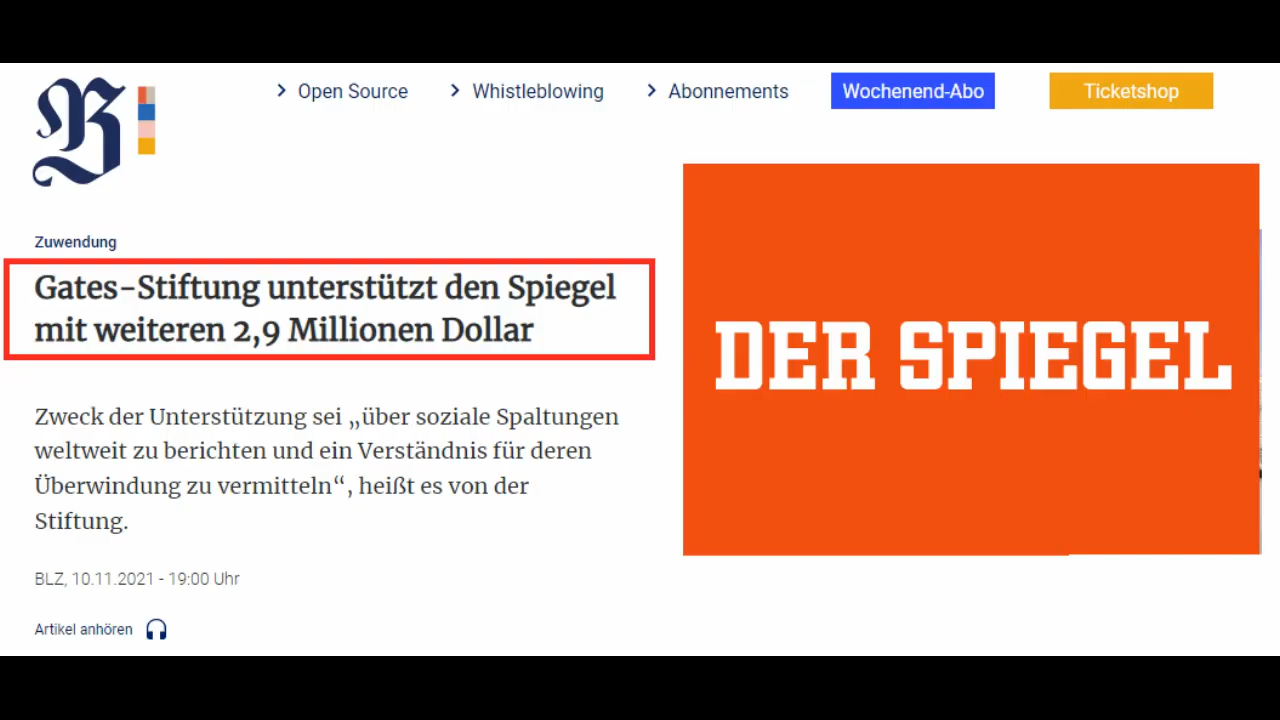 B
Open Source
Whistleblowing
Abonnements
Wochenend-Abo
Ticketshop
Zuwendung
Gates-Stiftung unterstützt den Spiegel
mit weiteren 2,9 Millionen Dollar
Zweck der Unterstützung sei „über soziale Spaltungen
weltweit zu berichten und ein Verständnis für deren
Überwindung zu vermitteln“, heißt es von der
Stiftung.
BLZ, 10.11.2021 - 19:00 Uhr
Artikel anhören
DER SPIEGEL